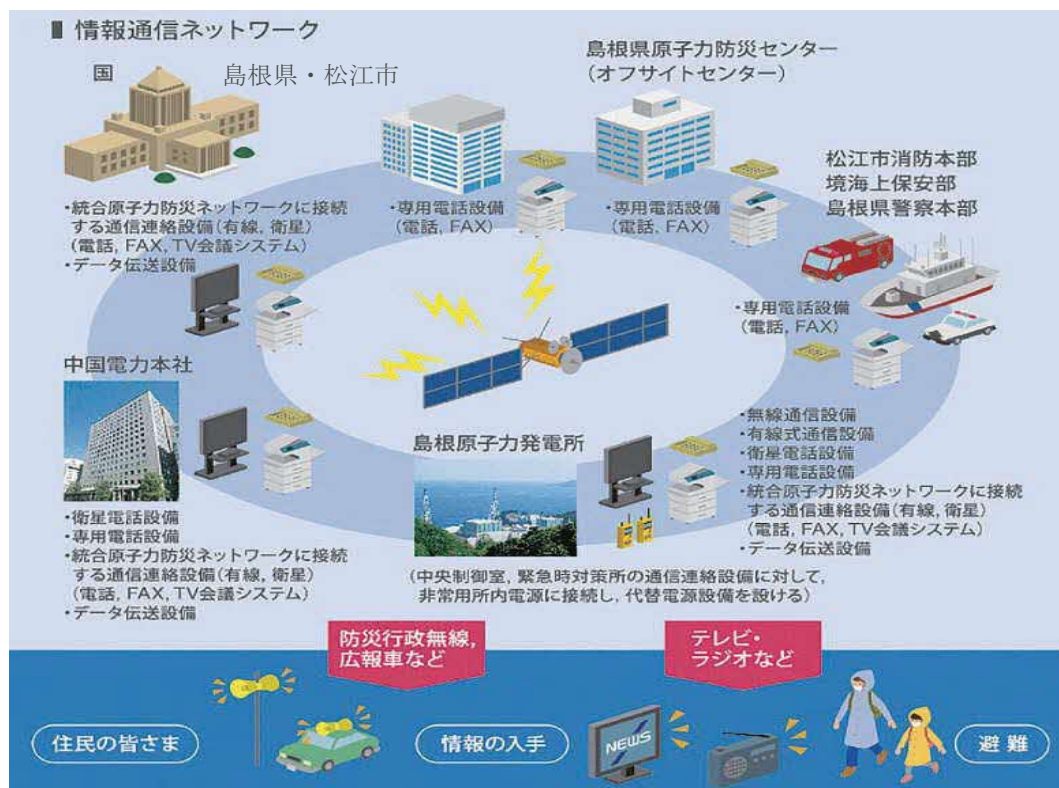 ■ 情報通信ネットワーク
国
島根県・松江市
島根県原子力防災センター
(オフサイトセンター)
松江市消防本部
境海上保安部
島根県警察本部
・統合原子力防災ネットワークに接続
する通信連絡設備(有線, 衛星)
(電話, FAX, TV会議システム)
・データ伝送設備
・専用電話設備
(電話, FAX)
・専用電話設備
(電話, FAX)
・専用電話設備
(電話, FAX)
中国電力本社
・衛星電話設備
・専用電話設備
・統合原子力防災ネットワークに接続
する通信連絡設備(有線, 衛星)
(電話, FAX, TV会議システム)
・データ伝送設備
島根原子力発電所
・無線通信設備
・有線式通信設備
・衛星電話設備
・専用電話設備
・統合原子力防災ネットワークに接続
する通信連絡設備(有線, 衛星)
(電話, FAX, TV会議システム)
・データ伝送設備
(中央制御室, 緊急時対策所の通信連絡設備に対して,
非常用所内電源に接続し, 代替電源設備を設ける)
防災行政無線,
広報車など
テレビ・
ラジオなど
住民の皆さま
情報の入手
NEWS
避難